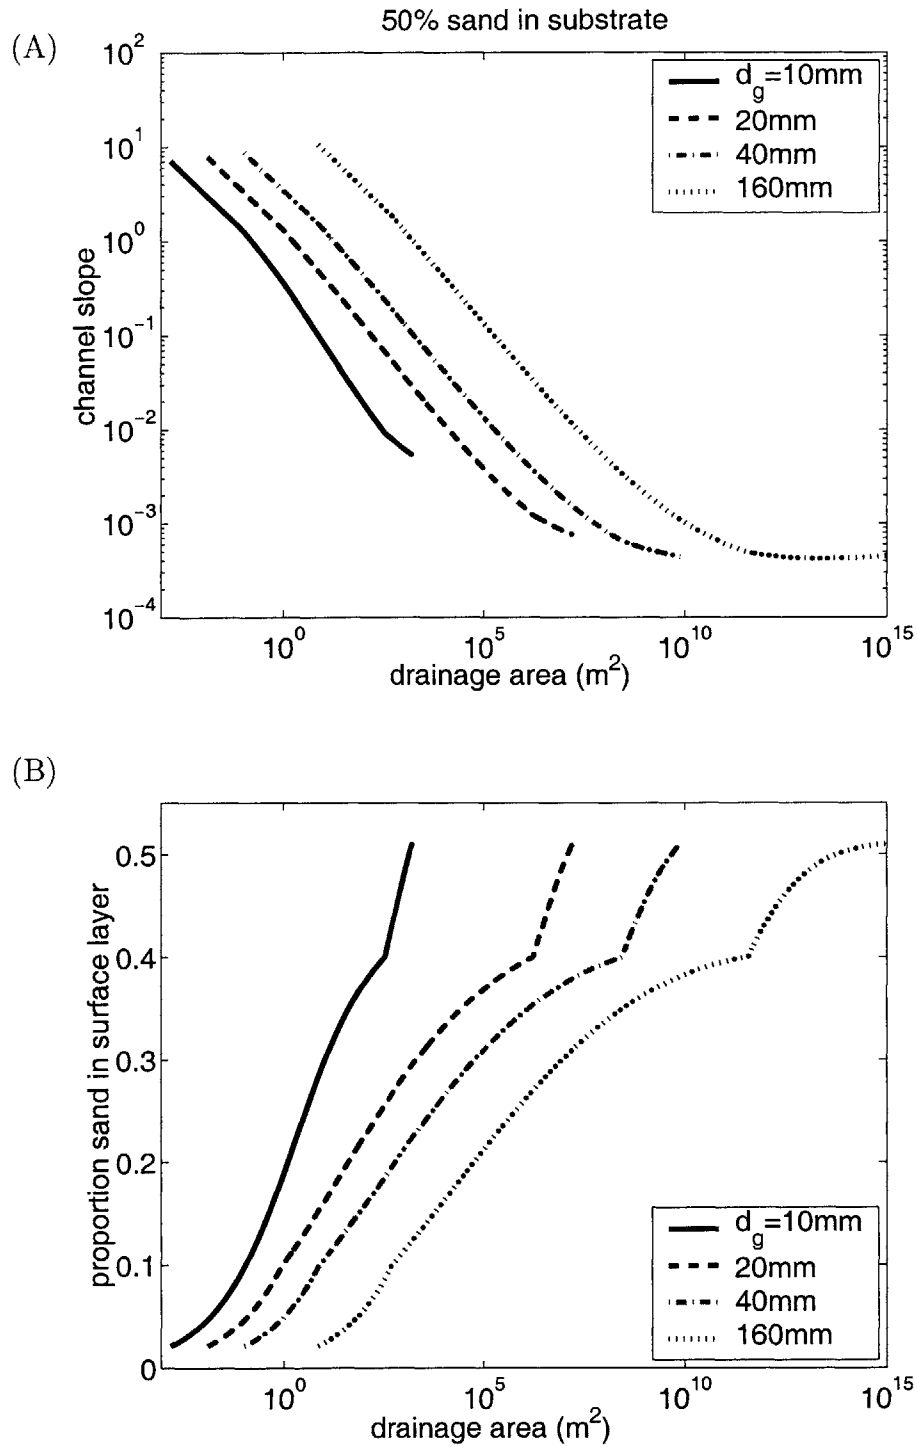 50% sand in substrate
(A)
10^2
10^1
10^0
10^-1
10^-2
10^-3
10^-4
channel slope
d_g=10mm
20mm
40mm
160mm
10^0
10^5
10^10
10^15
drainage area (m^2)
(B)
0.5
0.4
0.3
0.2
0.1
0
proportion sand in surface layer
d_g=10mm
20mm
40mm
160mm
10^0
10^5
10^10
10^15
drainage area (m^2)